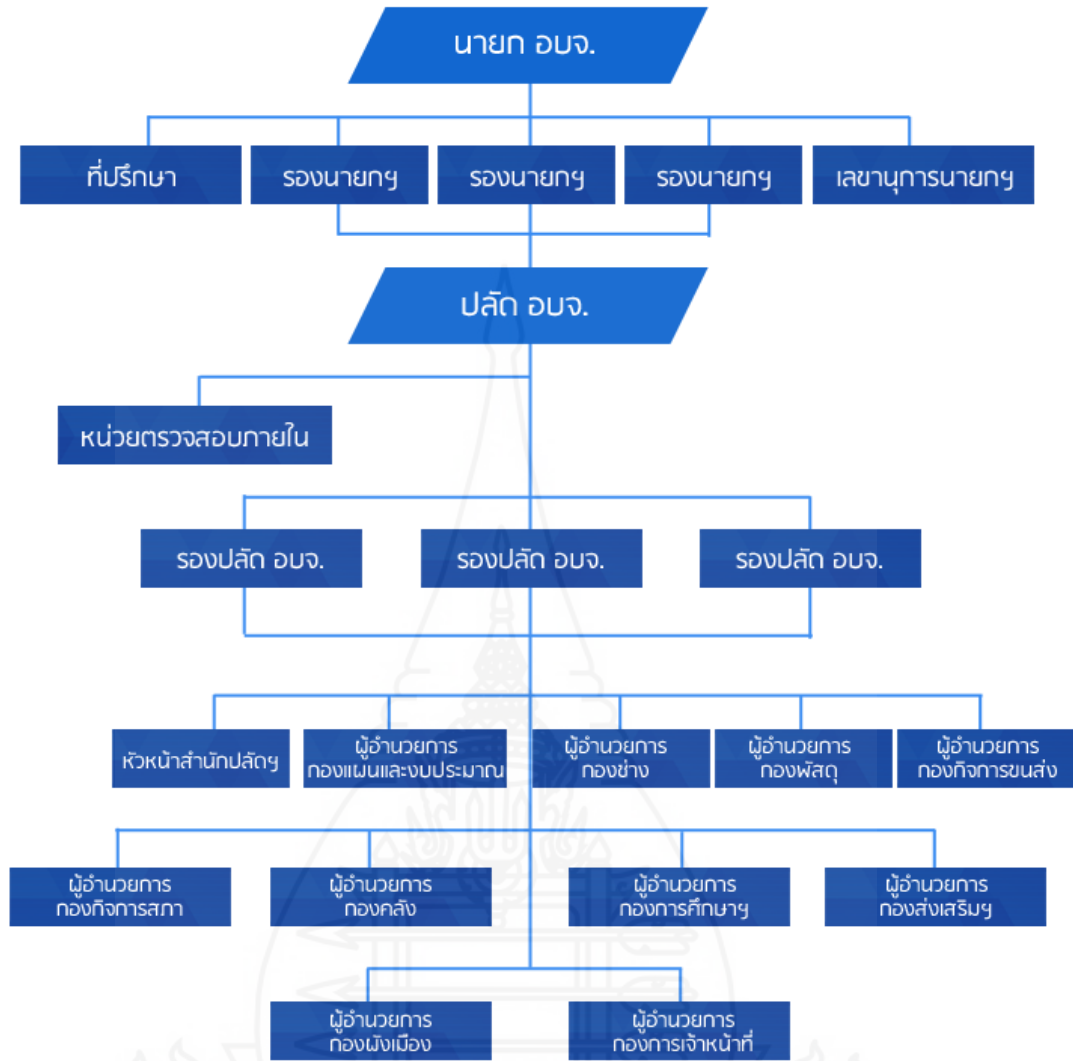 นายก อบจ.
ที่ปรึกษา
รองนายกฯ
รองนายกฯ
รองนายกฯ
เลขานุการนายกฯ
ปลัด อบจ.
หน่วยตรวจสอบภายใน
รองปลัด อบจ.
รองปลัด อบจ.
รองปลัด อบจ.
หัวหน้าสำนักปลัดฯ
ผู้อำนวยการ
กองแผนและงบประมาณ
ผู้อำนวยการ
กองช่าง
ผู้อำนวยการ
กองพัสดุ
ผู้อำนวยการ
กองกิจการขนส่ง
ผู้อำนวยการ
กองกิจการสภา
ผู้อำนวยการ
กองคลัง
ผู้อำนวยการ
กองการศึกษาฯ
ผู้อำนวยการ
กองส่งเสริมฯ
ผู้อำนวยการ
กองผังเมือง
ผู้อำนวยการ
กองการเจ้าหน้าที่